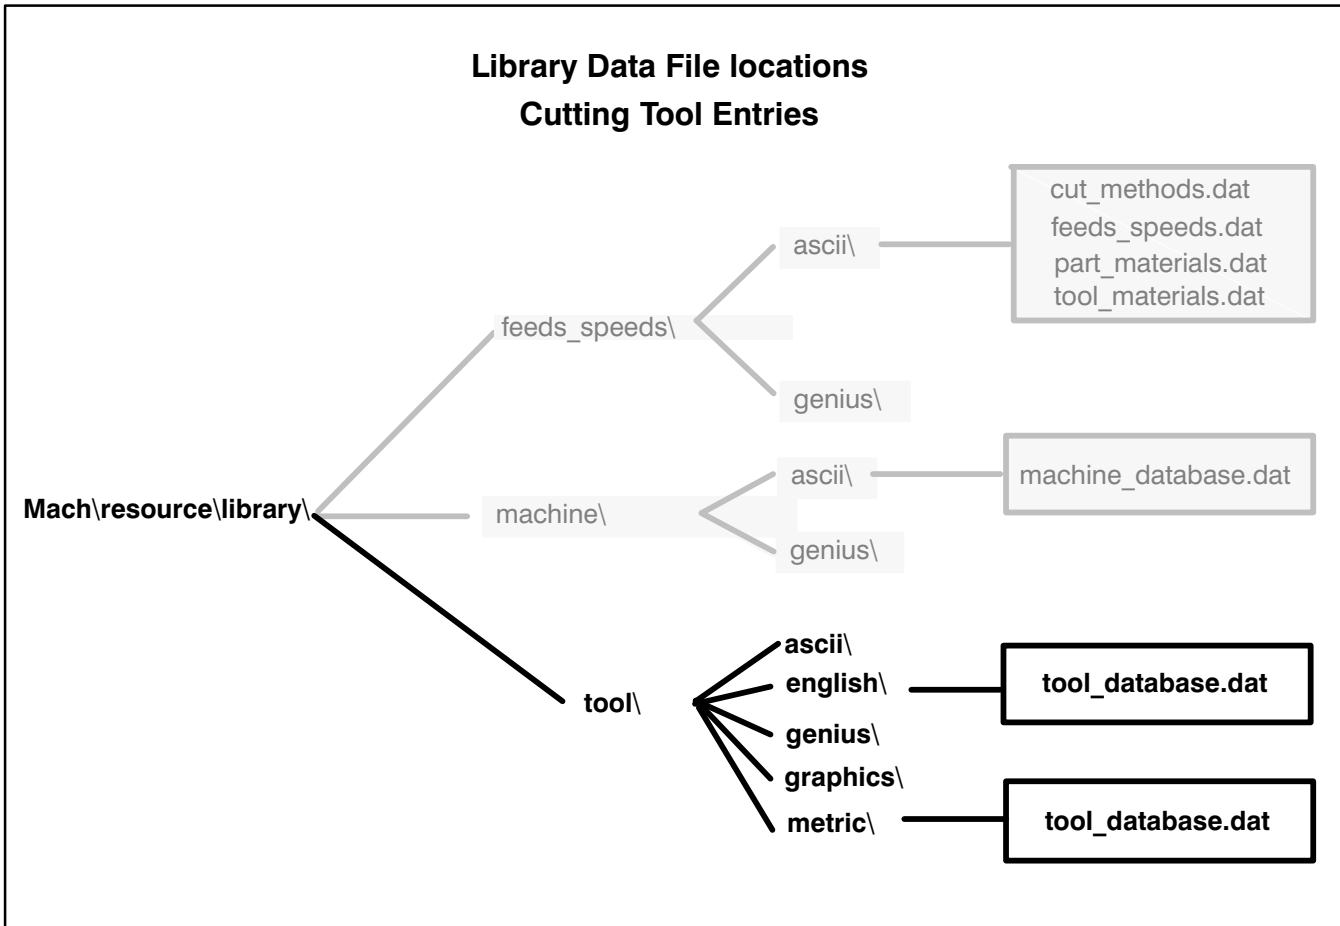 Library Data File locations
Cutting Tool Entries
cut_methods.dat
feeds_speeds.dat
part_materials.dat
tool_materials.dat
ascii\
feeds_speeds\
genius\
ascii\
machine_database.dat
Mach\resource\library\
machine\
genius\
ascii\
english\
tool_database.dat
tool\
genius\
graphics\
metric\
tool_database.dat